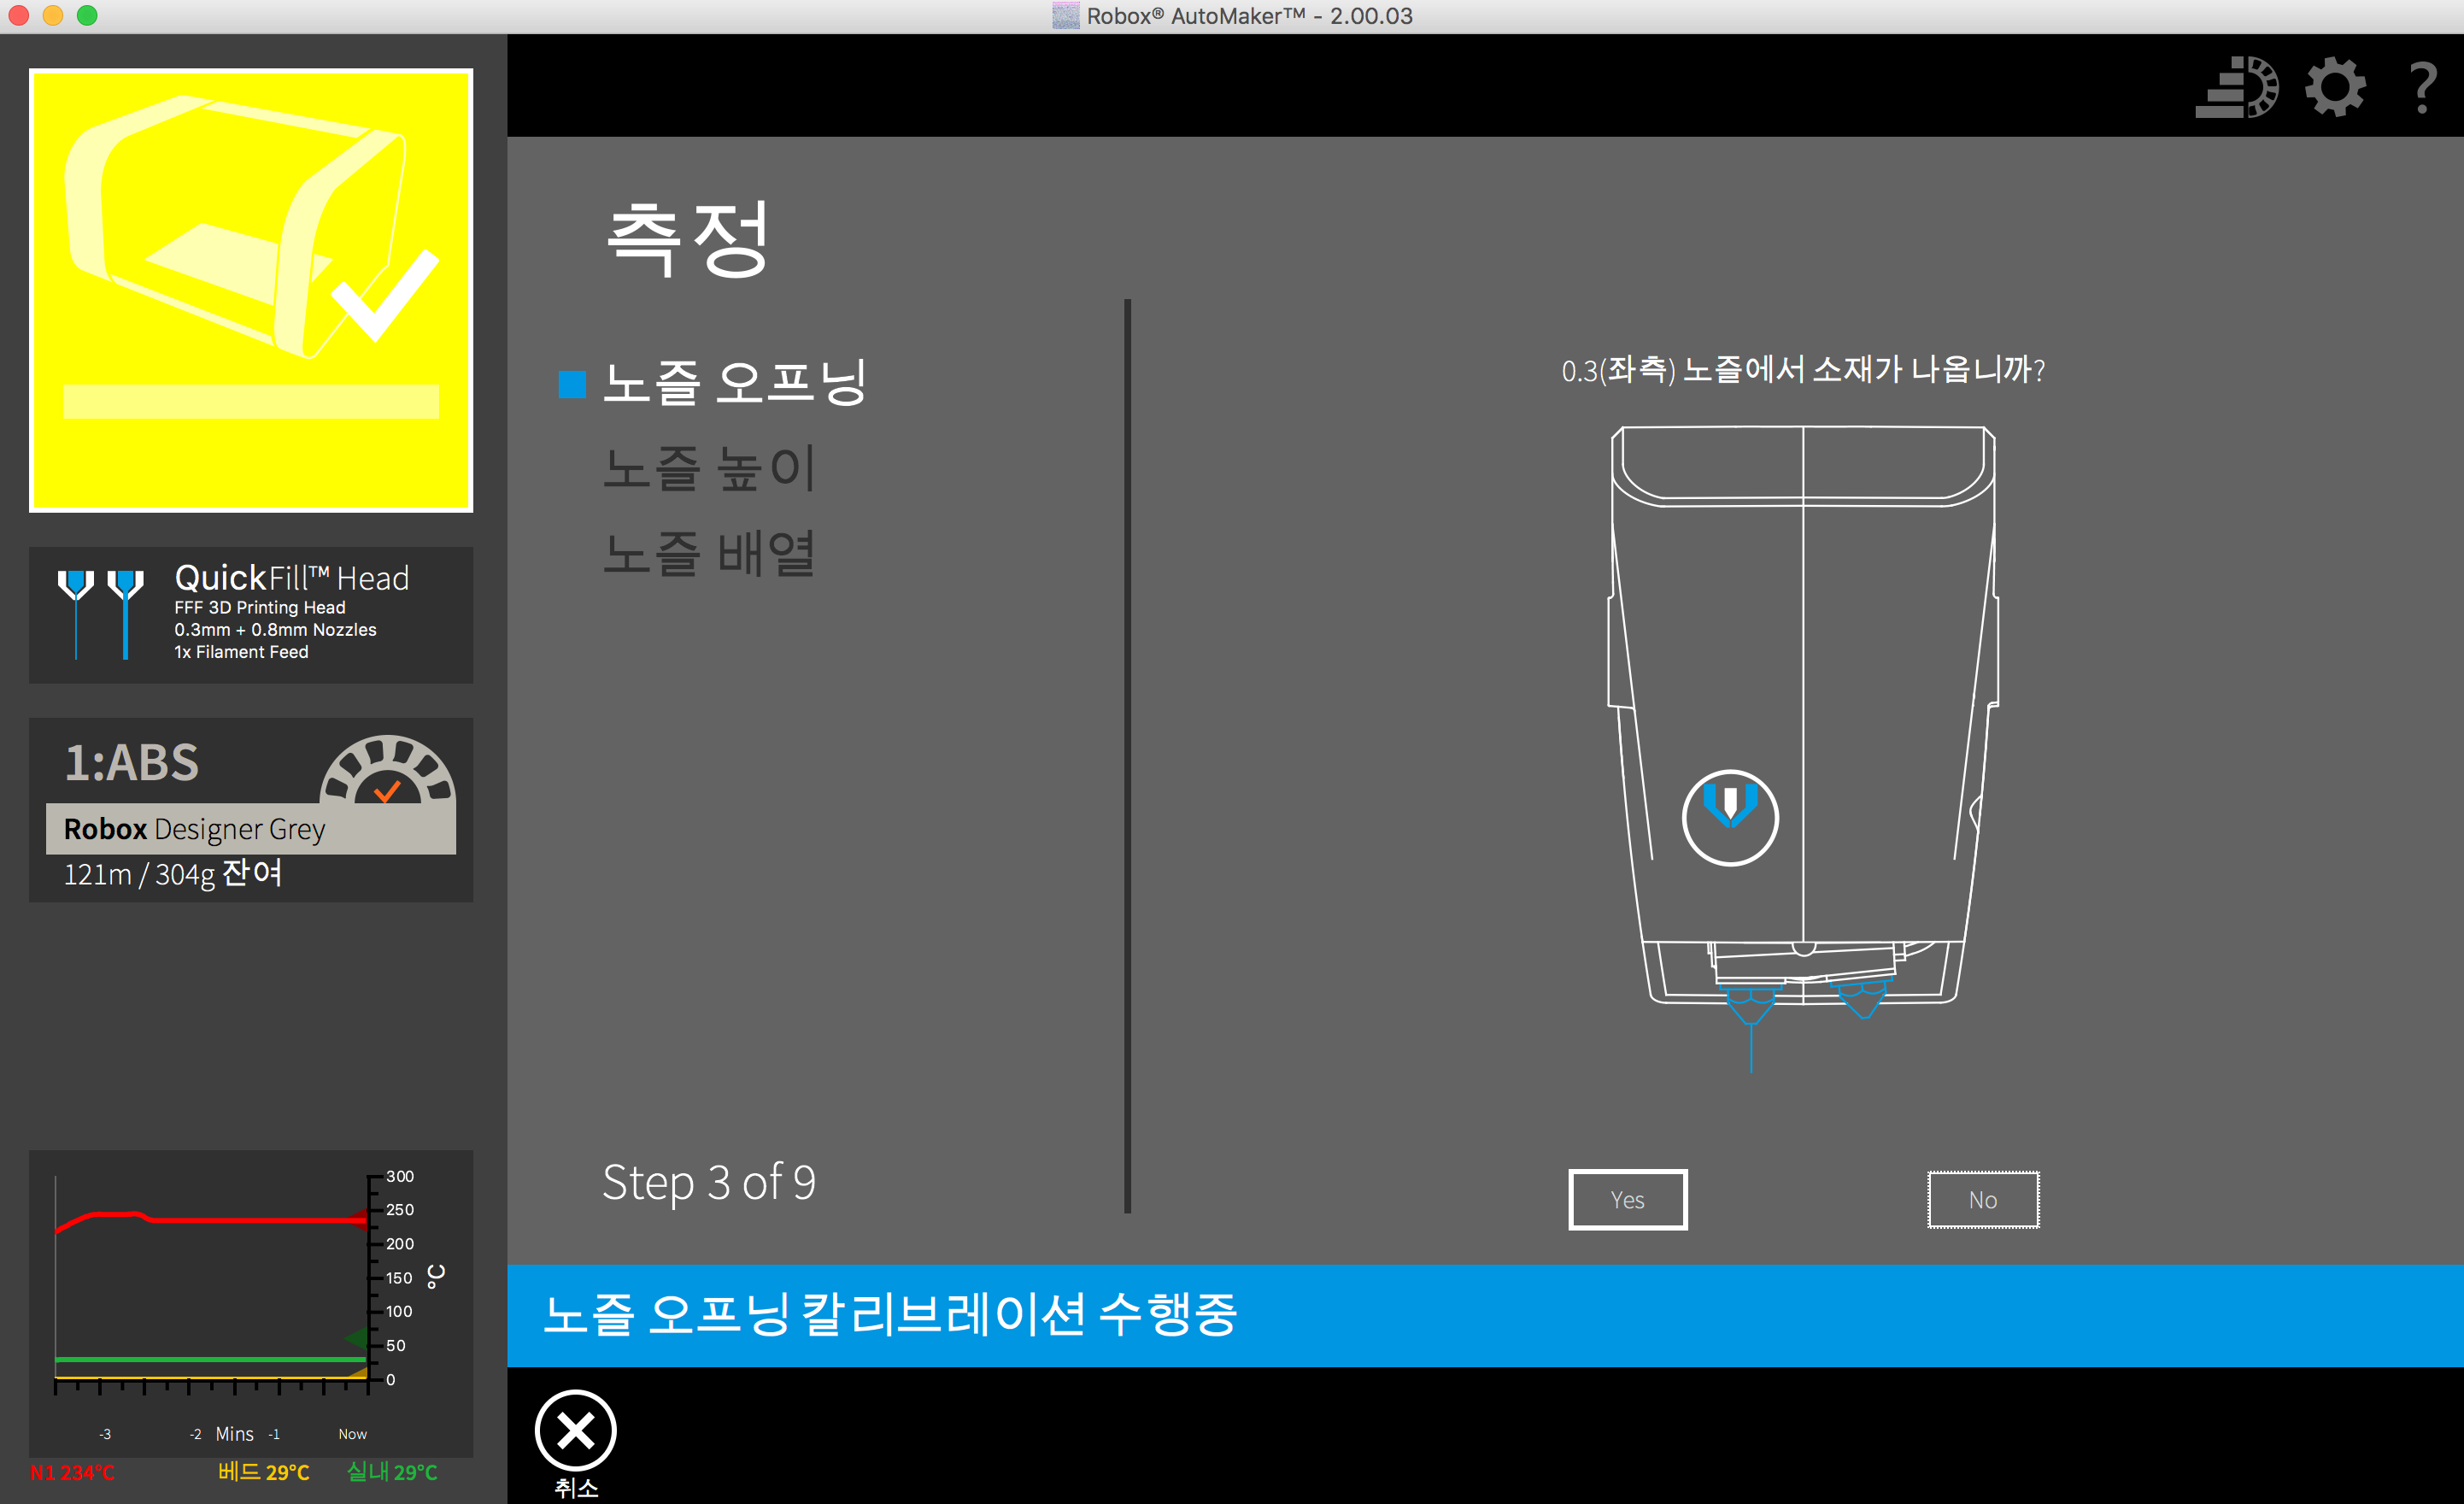 Robox® AutoMaker™ - 2.00.03
?
QuickFill™ Head
FFF 3D Printing Head
0.3mm + 0.8mm Nozzles
1x Filament Feed
1:ABS
Robox Designer Grey
121m / 304g 잔여
300
250
200
150
100
50
0
°C
-3
-2
Mins
-1
Now
N1 234°C
베드 29°C
실내 29°C
측정
노즐 오프닝
노즐 높이
노즐 배열
Step 3 of 9
0.3(좌측) 노즐에서 소재가 나옵니까?
Yes
No
노즐 오프닝 칼리브레이션 수행중
취소